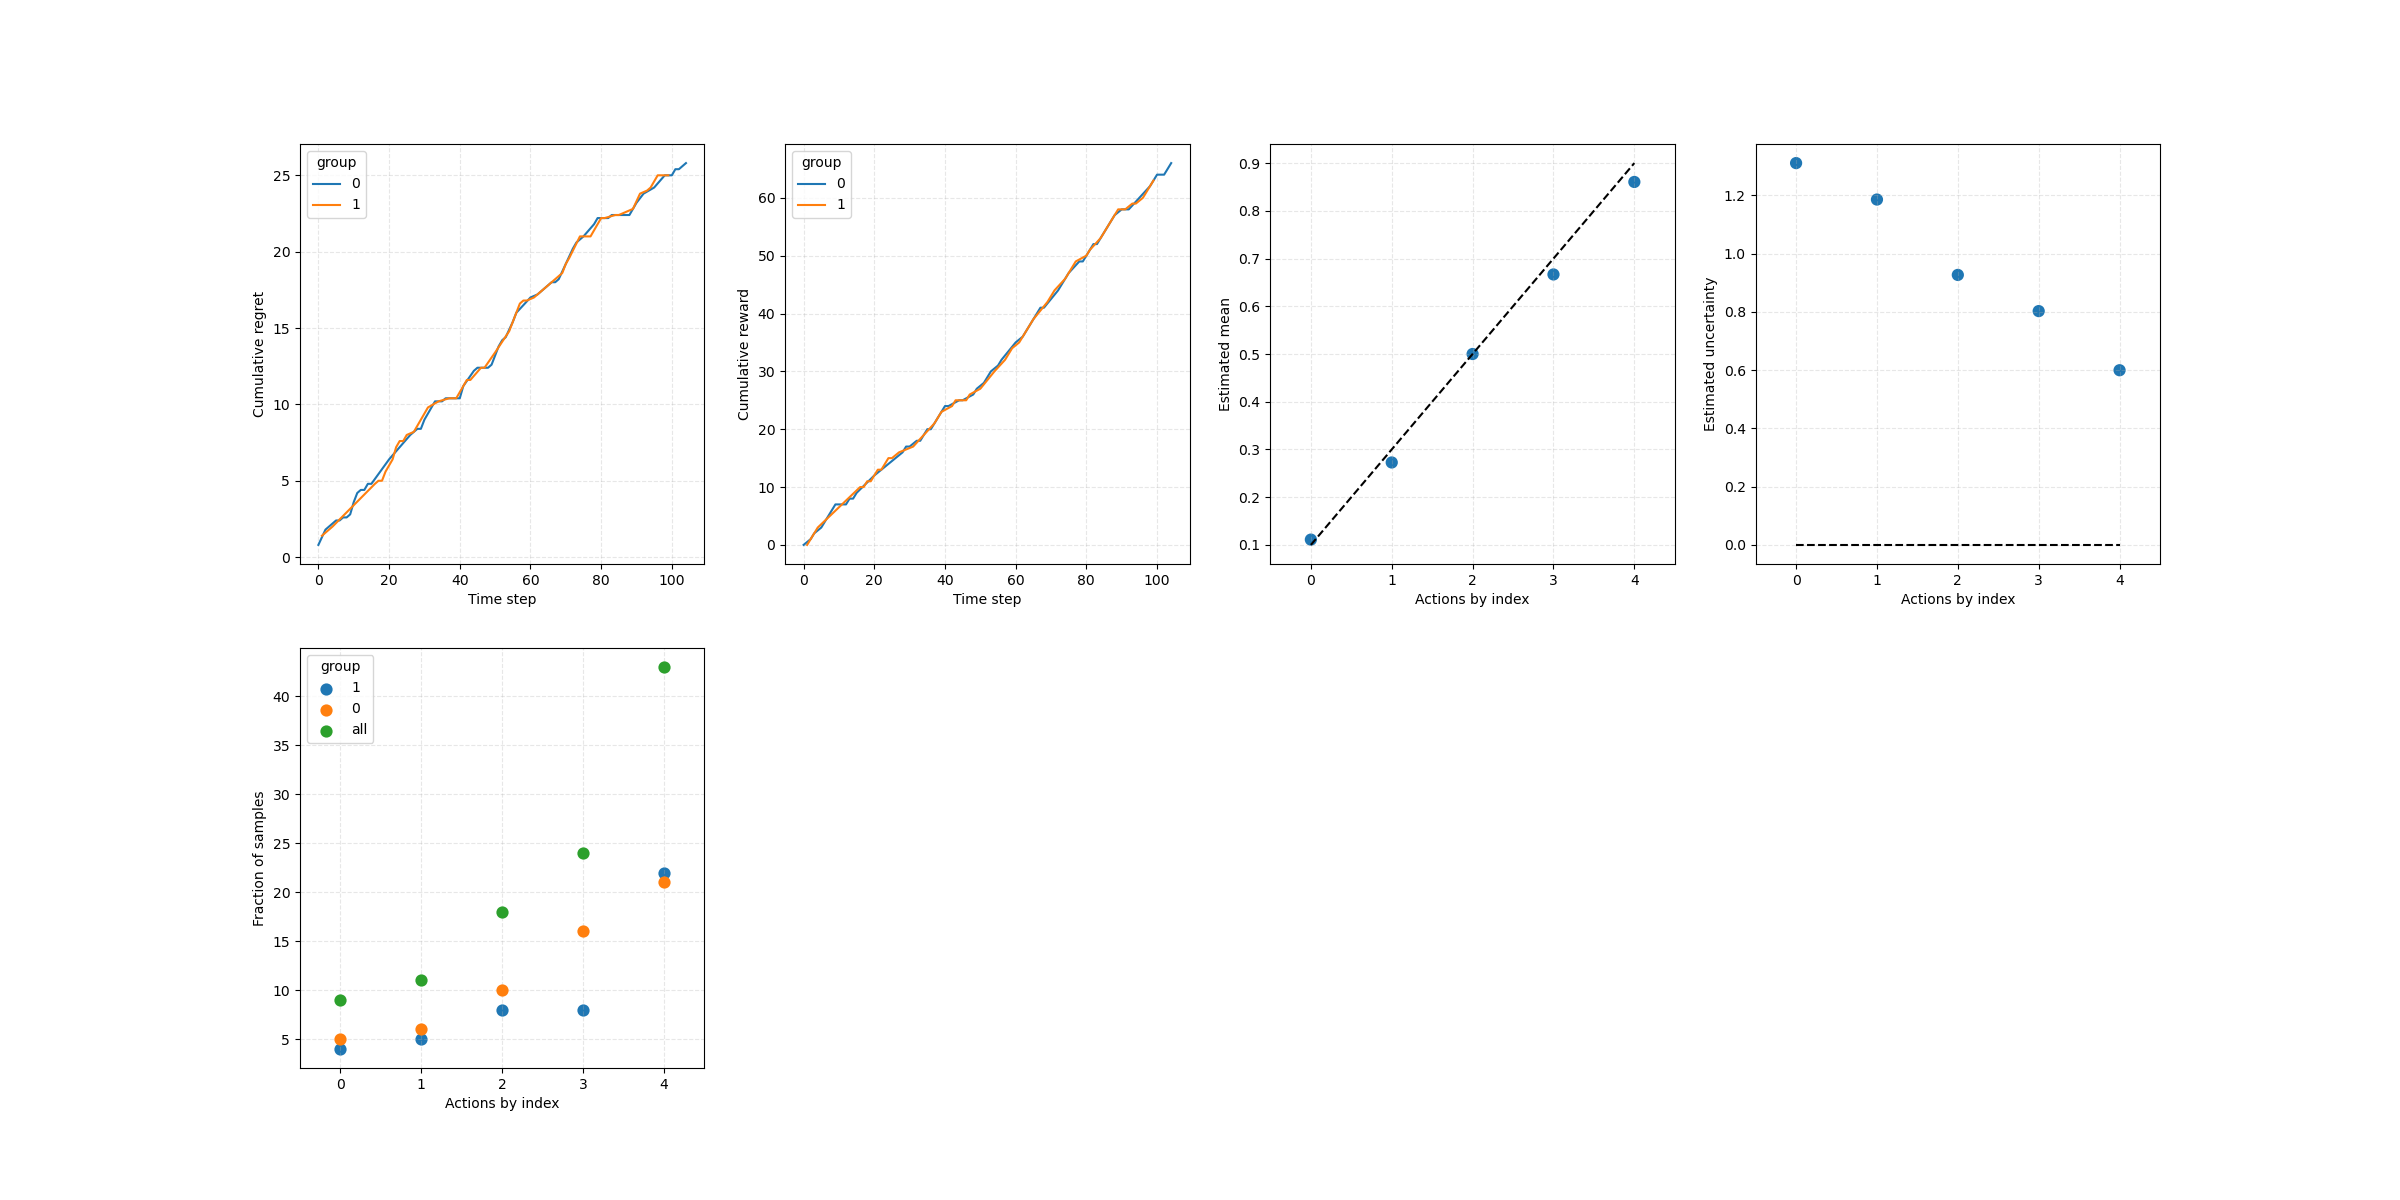 group
0
1
25
20
15
10
5
0
Cumulative regret
0 20 40 60 80 100
Time step
group
0
1
60
50
40
30
20
10
0
Cumulative reward
0 20 40 60 80 100
Time step
0.9
0.8
0.7
0.6
0.5
0.4
0.3
0.2
0.1
Estimated mean
0 1 2 3 4
Actions by index
1.2
1.0
0.8
0.6
0.4
0.2
0.0
Estimated uncertainty
0 1 2 3 4
Actions by index
group
1
0
all
40
35
30
25
20
15
10
5
Fraction of samples
0 1 2 3 4
Actions by index